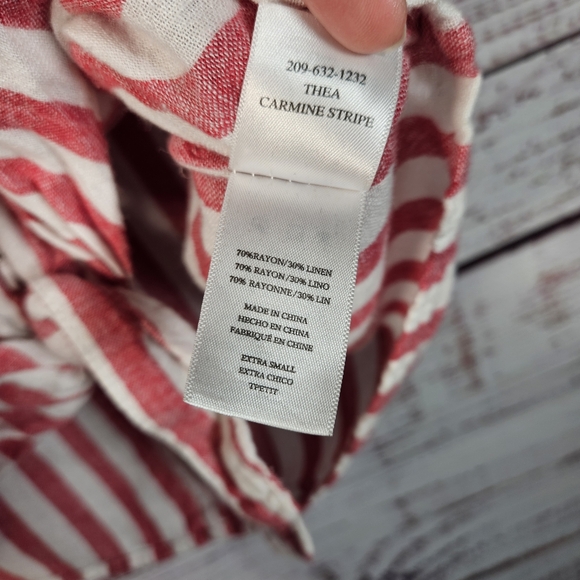 209-632-1232
THEA
CARMINE STRIPE
70%RAYON/30% LINEN
70% RAYON/30% LINO
70% RAYONNE/30% LIN
MADE IN CHINA
HECHO EN CHINA
FABRIQUÉ EN CHINE
EXTRA SMALL
EXTRA CHICO
TPETIT